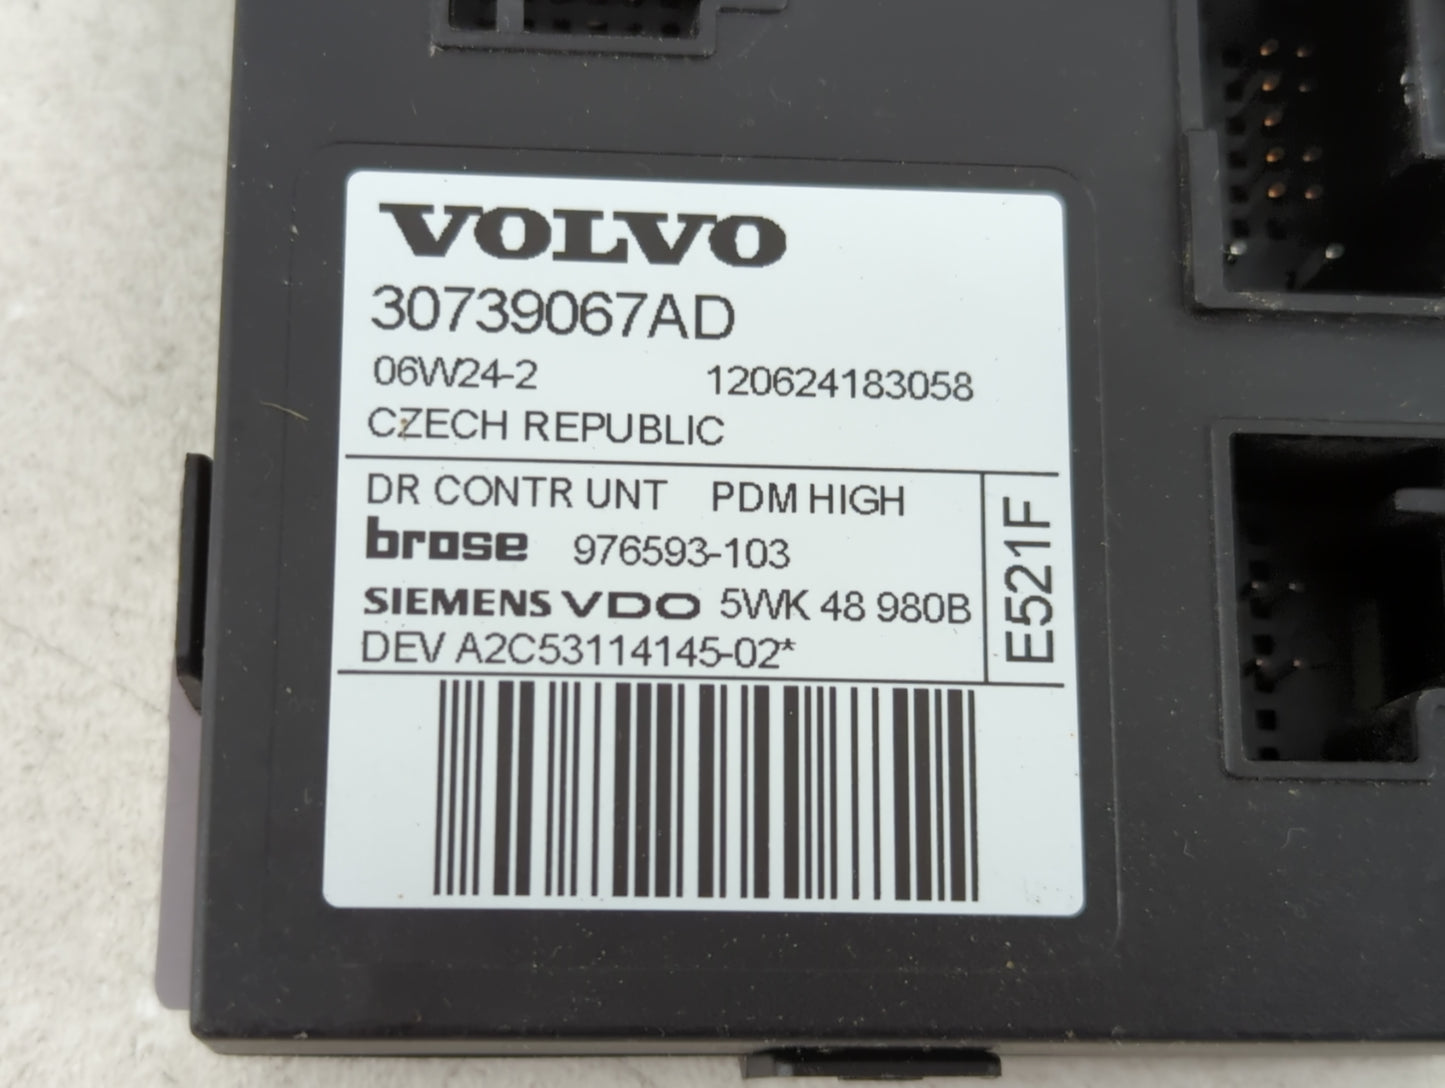 VOLVO
30739067AD
06W24-2 120624183058
CZECH REPUBLIC
DR CONTR UNT PDM HIGH
brose 976593-103
SIEMENS VDO 5WK 48 980B
DEV A2C53114145-02*
E521F